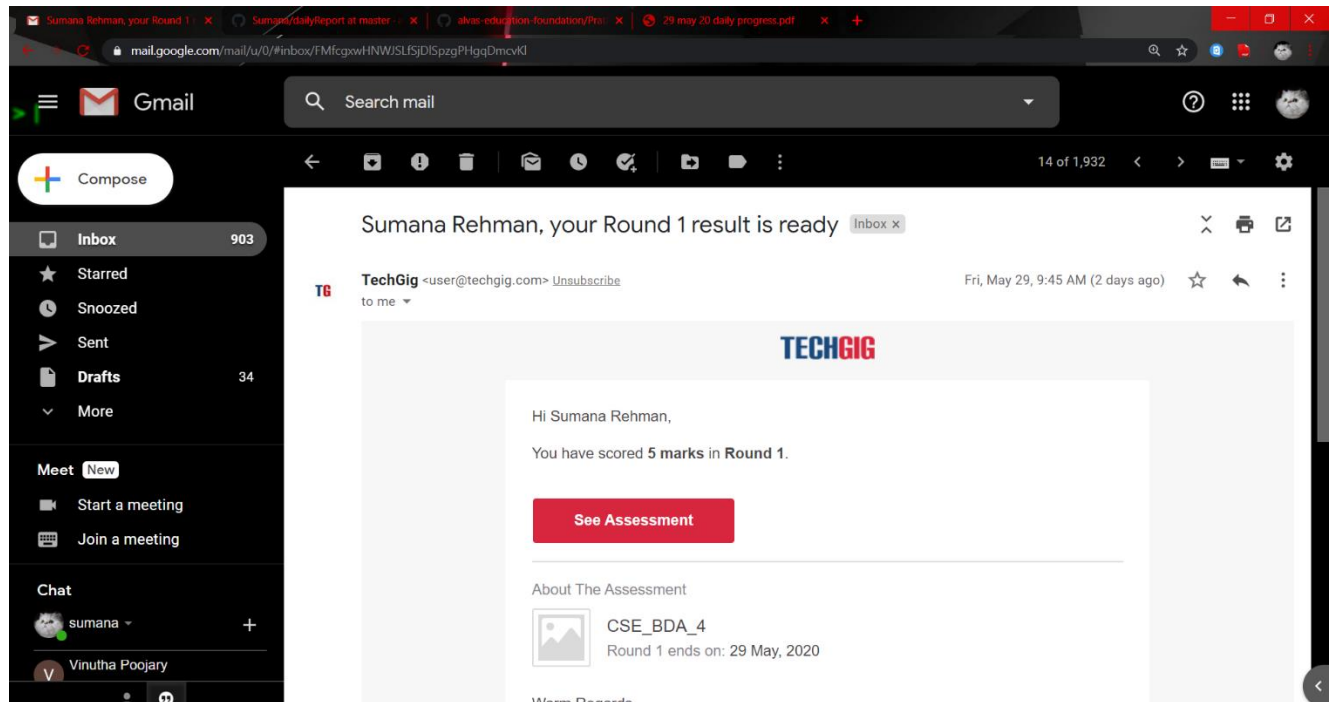 Sumana Rehman, your Round 1
Sumana/dailyReport at master
alvas-education-foundation/Pra
29 may 20 daily progress.pdf
mail.google.com/mail/u/0/#inbox/
Gmail
Search mail
Compose
14 of 1,932
Sumana Rehman, your Round 1 result is ready Inbox x
Inbox 903
Starred
Snoozed
Sent
Drafts 34
More
TG
TechGig <user@techgig.com> Unsubscribe
Fri, May 29, 9:45 AM (2 days ago)
to me
TECHGIG
Hi Sumana Rehman,
You have scored 5 marks in Round 1.
See Assessment
Meet New
Start a meeting
Join a meeting
About The Assessment
CSE_BDA_4
Round 1 ends on: 29 May, 2020
Chat
sumana
V
Vinutha Poojary
Warm Regards